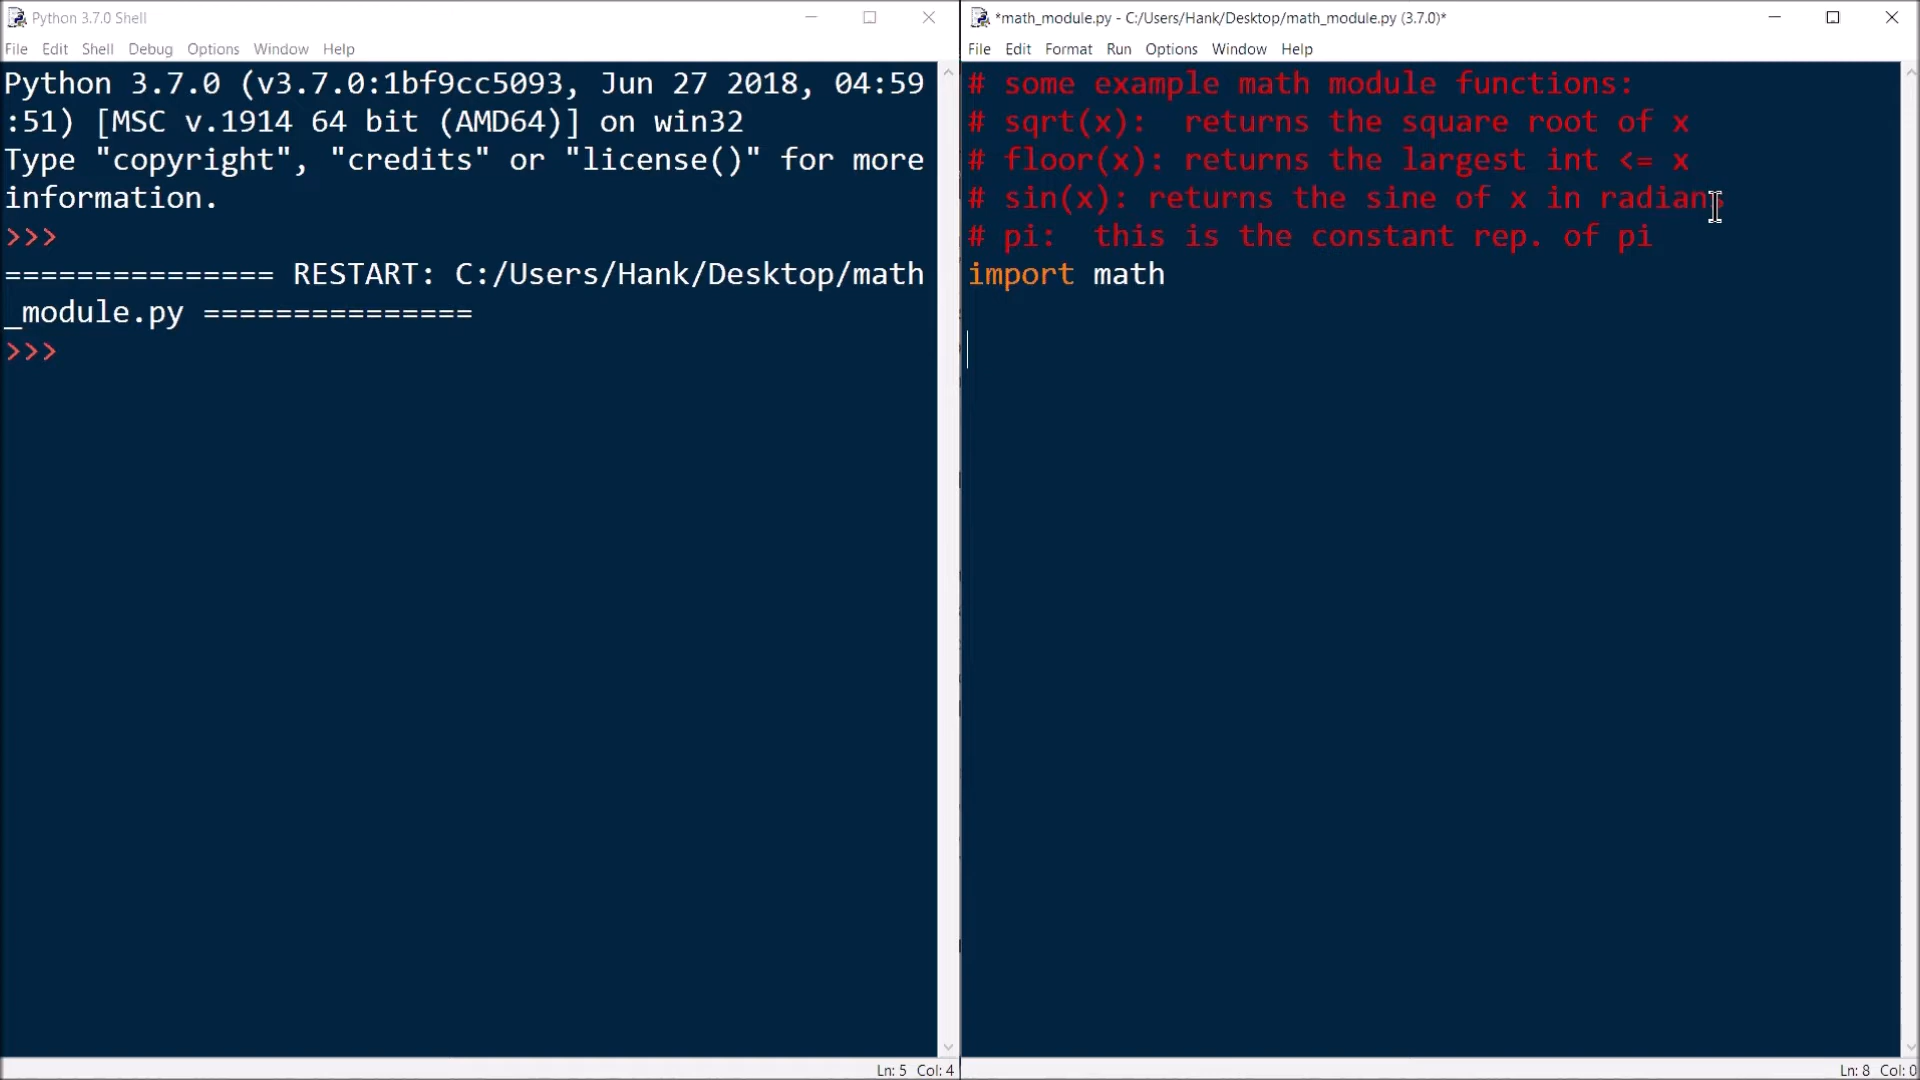 Python 3.7.0 Shell
File Edit Shell Debug Options Window Help
Python 3.7.0 (v3.7.0:1bf9cc5093, Jun 27 2018, 04:59
:51) [MSC v.1914 64 bit (AMD64)] on win32
Type "copyright", "credits" or "license()" for more
information.
>>>
=============== RESTART: C:/Users/Hank/Desktop/math
_module.py ===============
>>>
Ln: 5 Col: 4
*math_module.py - C:/Users/Hank/Desktop/math_module.py (3.7.0)*
File Edit Format Run Options Window Help
# some example math module functions:
# sqrt(x):  returns the square root of x
# floor(x): returns the largest int <= x
# sin(x): returns the sine of x in radians
# pi:  this is the constant rep. of pi
import math
Ln: 8 Col: 0